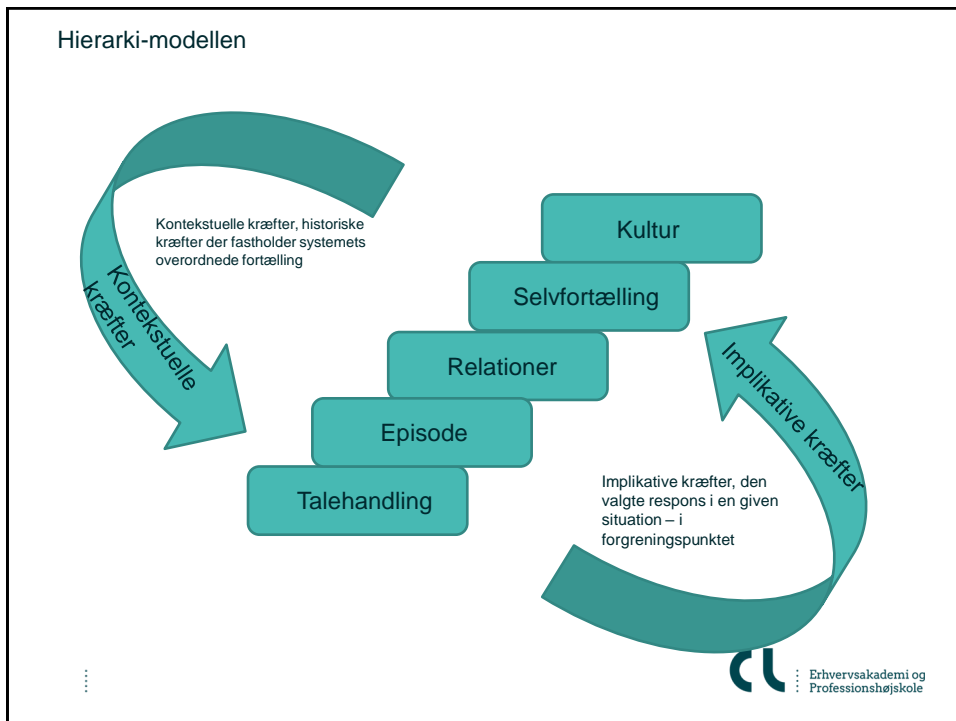 Hierarki-modellen
Kontekstuelle kræfter, historiske
kræfter der fastholder systemets
overordnede fortælling
Kontekstuelle
kræfter
Kultur
Selvfortælling
Relationer
Episode
Talehandling
Implikative kræfter
Implikative kræfter, den
valgte respons i en given
situation – i
forgreningspunktet
CL
Erhvervsakademi og
Professionshøjskole